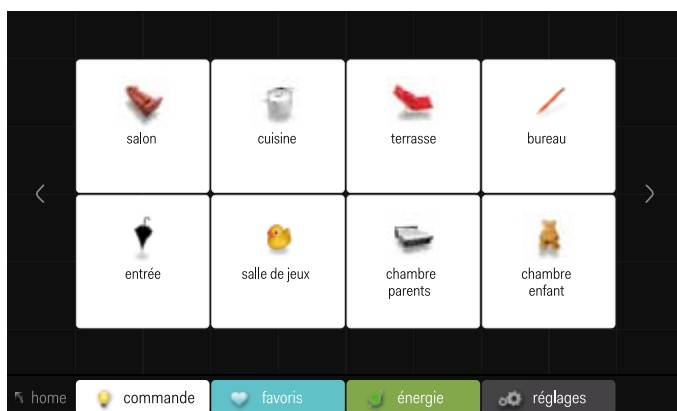 salon
cuisine
terrasse
bureau
entrée
salle de jeux
chambre
parents
chambre
enfant
home
commande
favoris
énergie
réglages